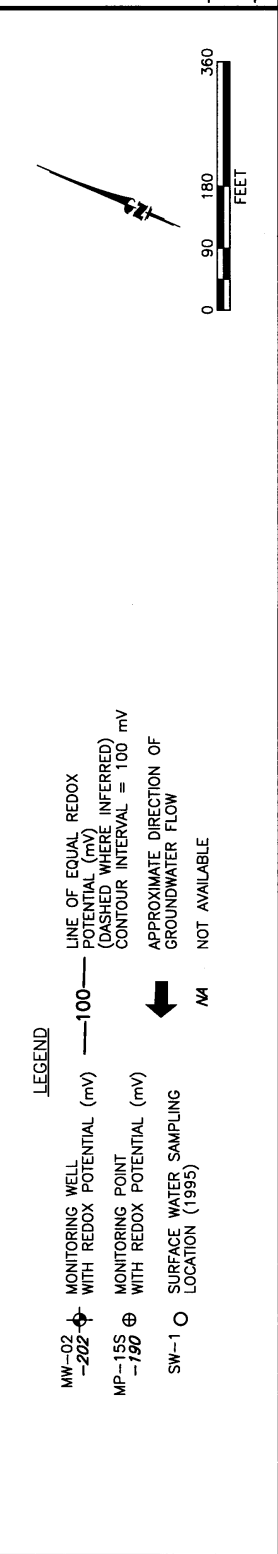 LEGEND
MW-02
-202
MONITORING WELL
WITH REDOX POTENTIAL (mV)
MP-15S
-190
MONITORING POINT
WITH REDOX POTENTIAL (mV)
SW-1
SURFACE WATER SAMPLING
LOCATION (1995)
100
LINE OF EQUAL REDOX
POTENTIAL (mV)
(DASHED WHERE INFERRED)
CONTOUR INTERVAL = 100 mV
APPROXIMATE DIRECTION OF
GROUNDWATER FLOW
NA
NOT AVAILABLE
N
0 90 180 360
FEET